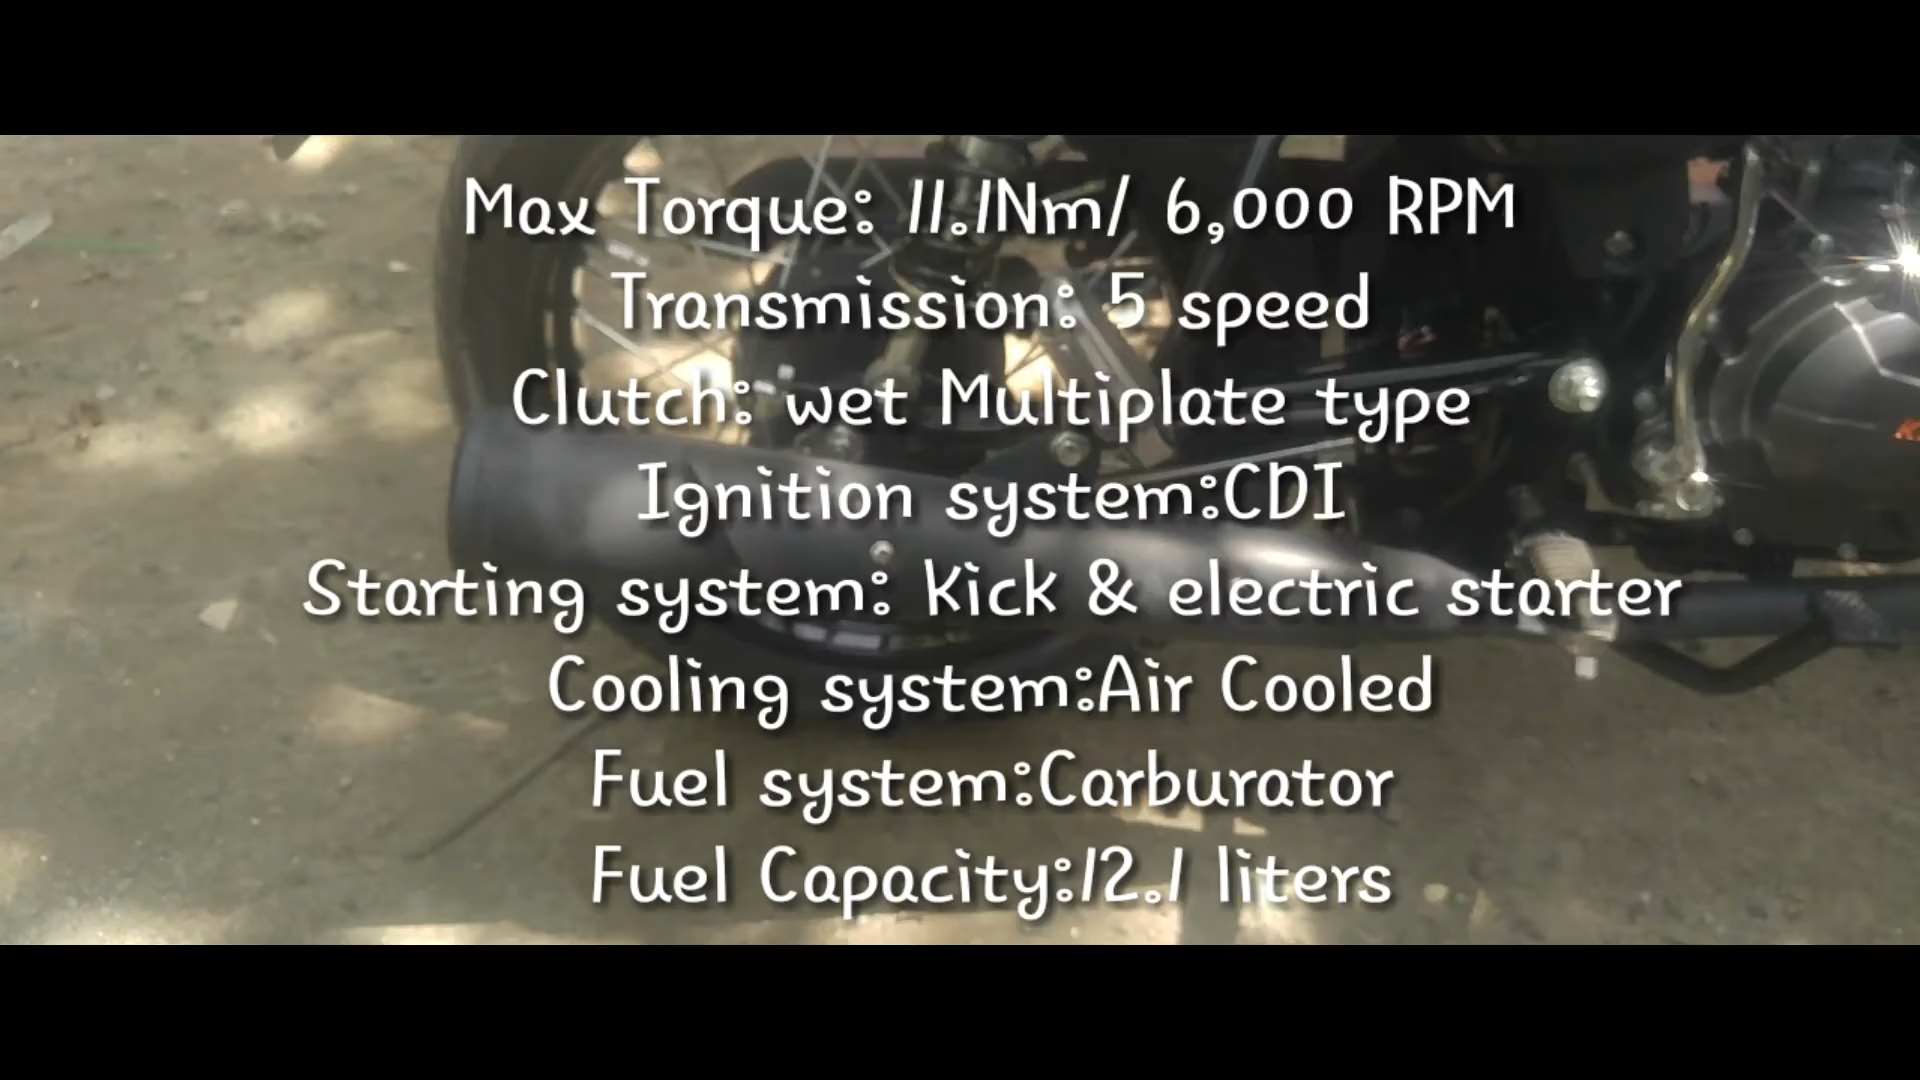 Max Torque: 11.1Nm/ 6,000 RPM
Transmission: 5 speed
Clutch: wet Multiplate type
Ignition system:CDI
Starting system: kick & electric starter
Cooling system:Air Cooled
Fuel system:Carburator
Fuel Capacity:12.1 liters